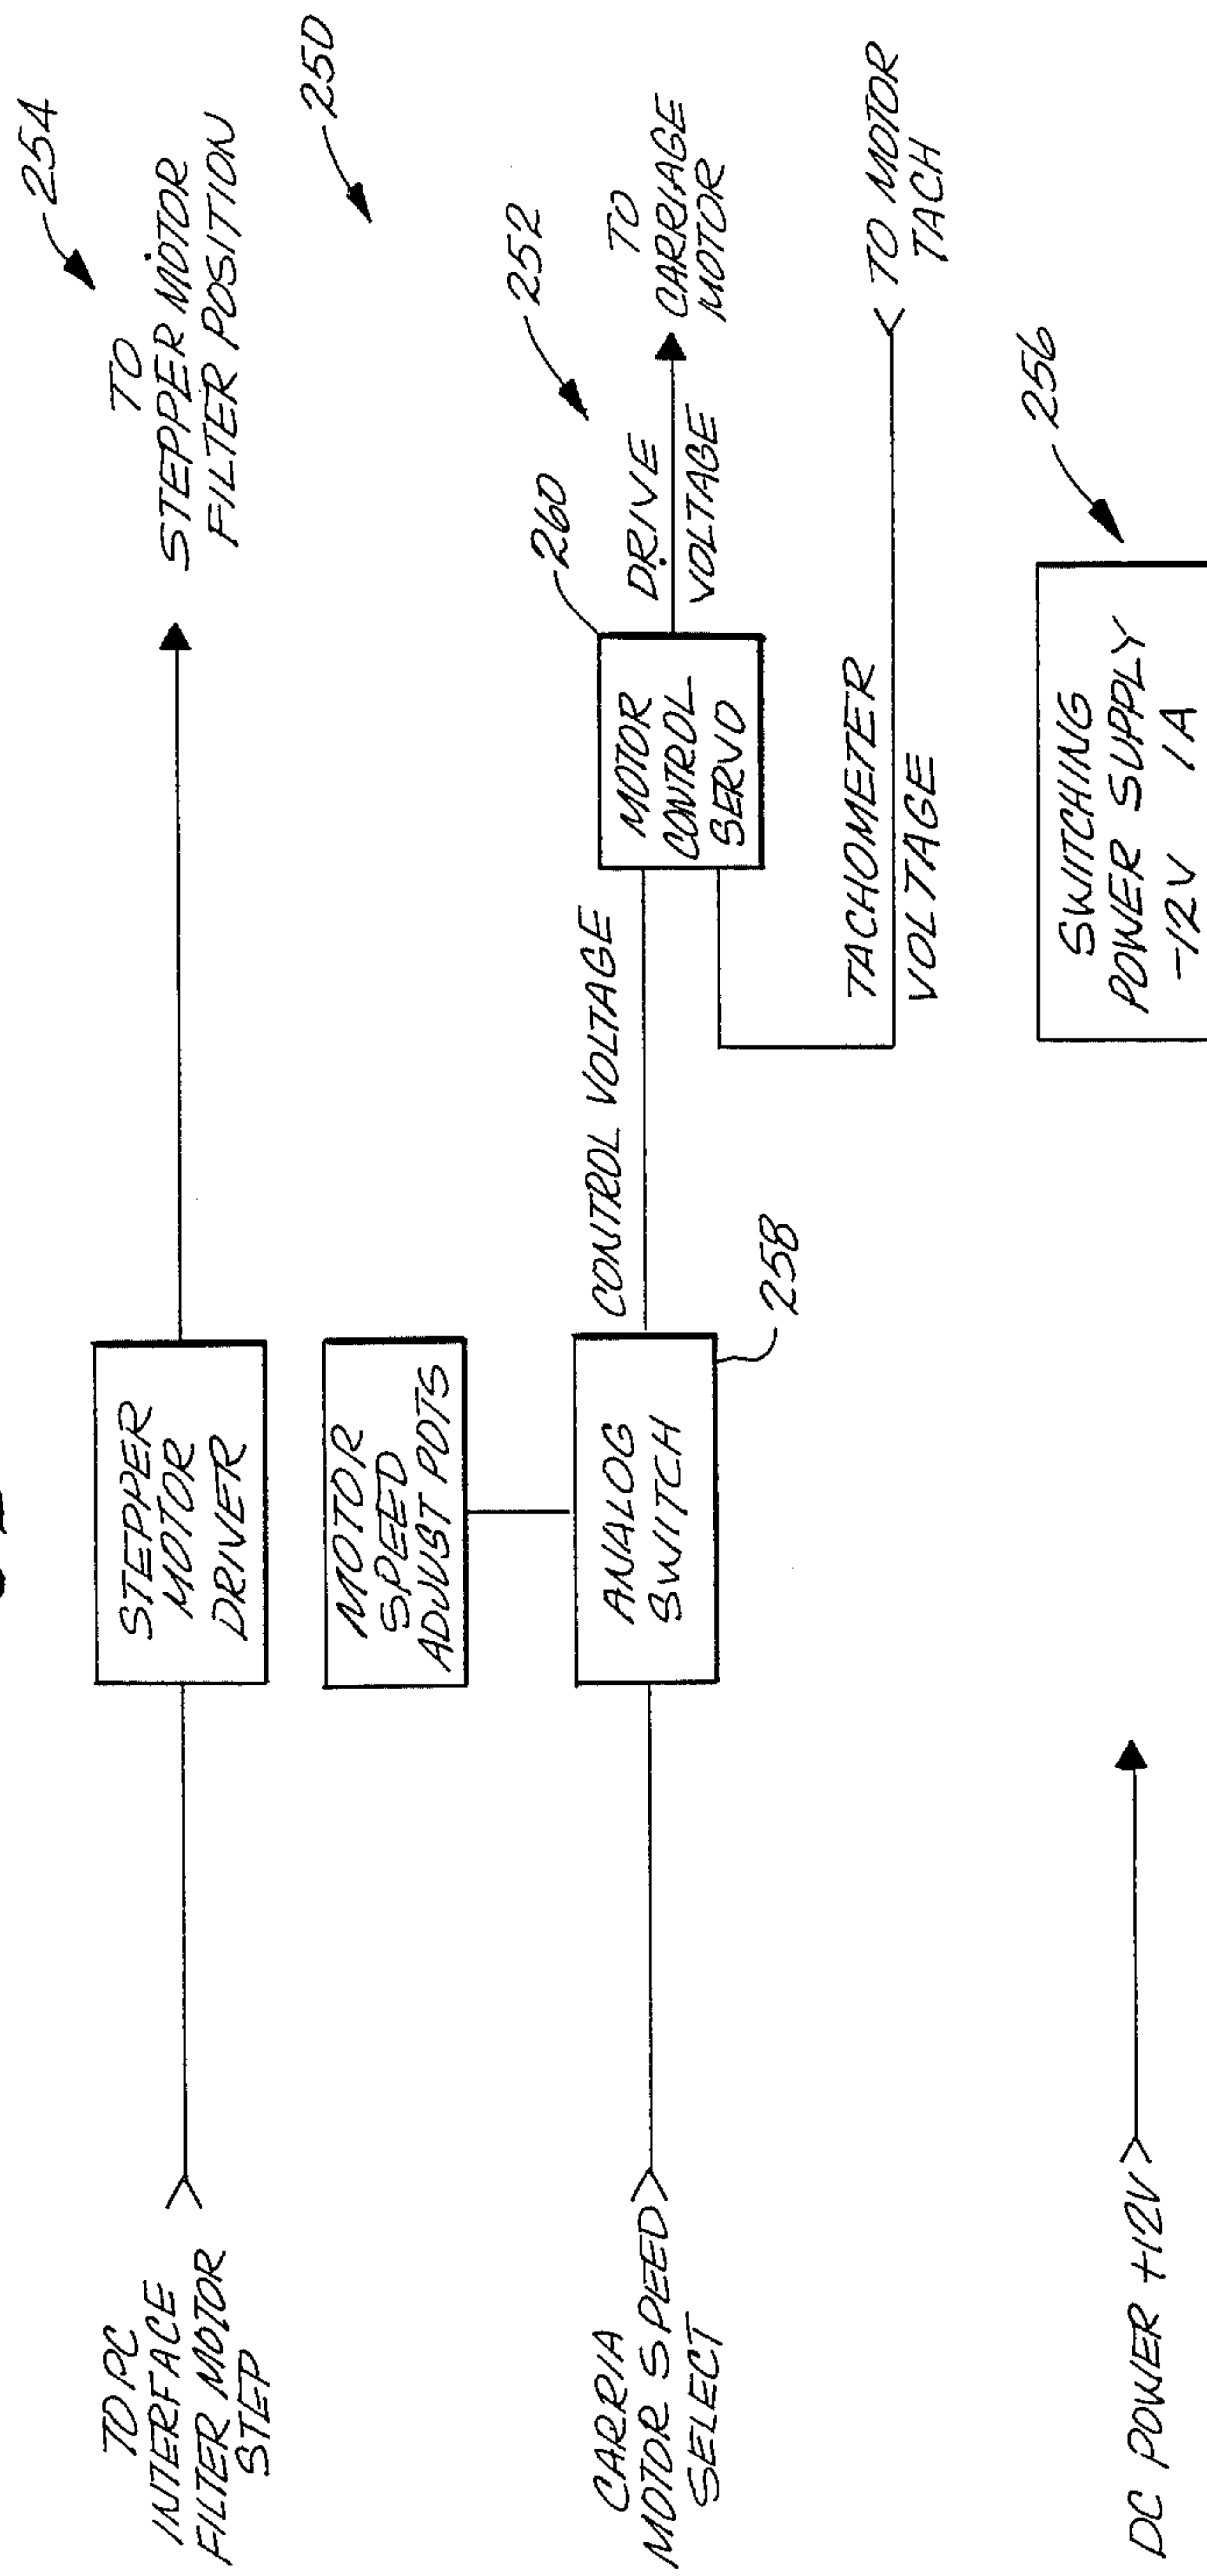 254
TO PC
INTERFACE
FILTER MOTOR
STEP
STEPPER
MOTOR
DRIVER
TO
STEPPER MOTOR
FILTER POSITION
250
MOTOR
SPEED
ADJUST POTS
252
260
CARRIA
MOTOR SPEED
SELECT
ANALOG
SWITCH
258
CONTROL VOLTAGE
MOTOR
CONTROL
SERVO
DRIVE
VOLTAGE
TO
CARRIAGE
MOTOR
TACHOMETER
VOLTAGE
TO MOTOR
TACH
256
DC POWER +12V
SWITCHING
POWER SUPPLY
-12V 1A